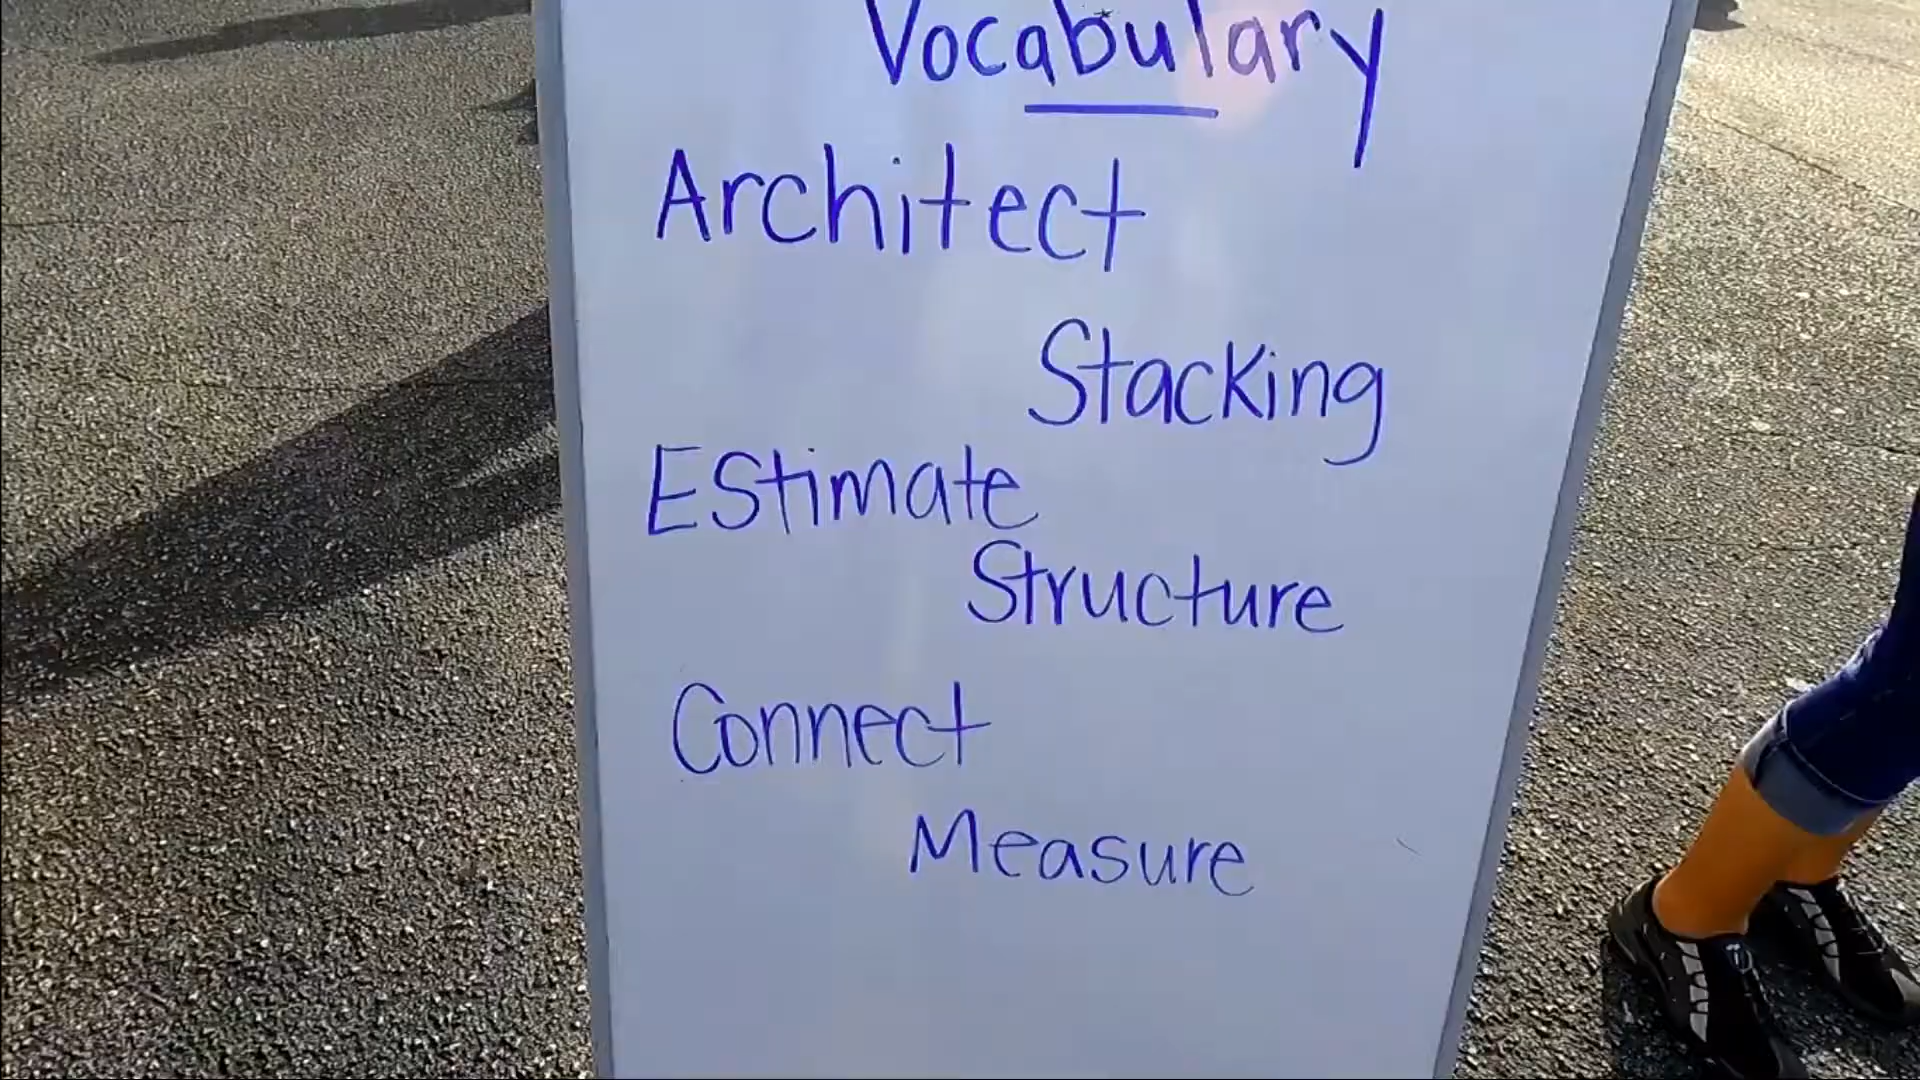 Vocabulary
Architect
Stacking
Estimate
Structure
Connect
Measure